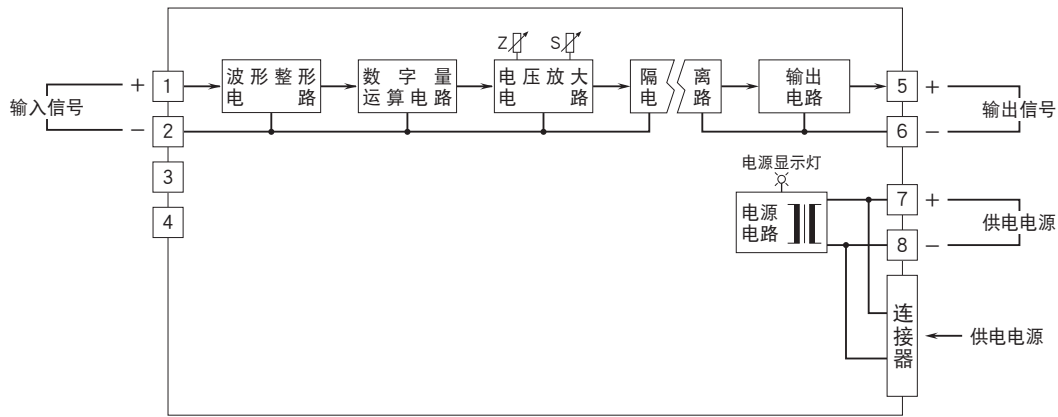 Z S
+ 1 波形整形 数字量 电压放大 隔 离 输出 5 +
电路 运算电路 电路 电 路 电路
输入信号 输出信号
− 2 6 −
3
电源显示灯
4
7 +
电源
电路
供电电源
8 −
连接器
供电电源